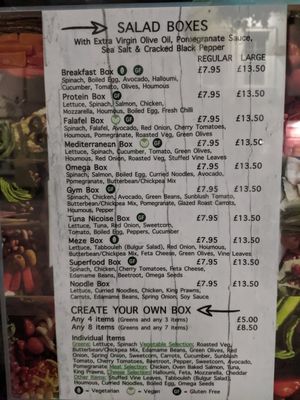 SALAD BOXES
With Extra Virgin Olive Oil, Pomegranate Sauce,
Sea Salt & Cracked Black Pepper
REGULAR LARGE
Breakfast Box V GF £7.95 £13.50
Spinach, Boiled Egg, Avocado, Halloumi,
Cucumber, Tomato, Olives, Houmous
Protein Box GF £7.95 £13.50
Lettuce, Spinach, Salmon, Chicken,
Mozzarella, Houmous, Boiled Egg, Fresh Chilli
Falafel Box GF £7.95 £13.50
Spinach, Falafel, Avocado, Red Onion, Cherry Tomatoes,
Houmous, Pomegranate, Roasted Veg, Green Olives
Mediterranean Box GF £7.95 £13.50
Lettuce, Spinach, Cucumber, Tomato, Green Olives,
Houmous, Red Onion, Roasted Veg, Stuffed Vine Leaves
Omega Box £7.95 £13.50
Spinach, Salmon, Boiled Egg, Curried Noodles, Avocado,
Pomegranate, Butterbean/Chickpea Mix
Gym Box GF £7.95 £13.50
Spinach, Chicken, Avocado, Green Beans, Sunblush Tomato,
Butterbean/Chickpea Mix, Pomegranate, Glazed Roast Carrots,
Houmous, Pepper
Tuna Nicoise Box GF £7.95 £13.50
Lettuce, Tuna, Red Onion, Sweetcorn,
Tomato, Boiled Egg, Peppers, Cucumber
Meze Box V £7.95 £13.50
Lettuce, Tabbouleh (Bulgur Salad), Red Onion, Houmous,
Butterbean/Chickpea Mix, Feta Cheese, Green Olives, Vine Leaves
Superfood Box GF £7.95 £13.50
Spinach, Chicken, Cherry Tomatoes, Feta Cheese,
Edamame Beans, Beetroot, Omega Seeds
Noodle Box £7.95 £13.50
Lettuce, Curried Noodles, Chicken, King Prawns,
Carrots, Edamame Beans, Spring Onion, Soy Sauce
CREATE YOUR OWN BOX
Any 4 items (Greens and any 3 items) £5.00
Any 8 items (Greens and any 7 items) £8.50
Individual Items
Greens: Lettuce, Spinach Vegetable Selection: Roasted Veg,
Butterbean/Chickpea Mix, Edamame Beans, Green Olives, Red
Onion, Spring Onion, Sweetcorn, Carrots, Cucumber, Sunblush
Tomato, Cherry Tomatoes, Beetroot, Pepper, Avocado,
Pomegranate Meat Selection: Chicken, Oven Baked Salmon, Tuna,
King Prawns, Cheese Selection: Halloumi, Feta, Mozzarella, Cheddar
Other Items: Stuffed Vine Leaves, Tabbouleh (Bulgur Salad),
Houmous, Curried Noodles, Boiled Egg, Omega Seeds
V = Vegetarian = Vegan GF = Gluten Free